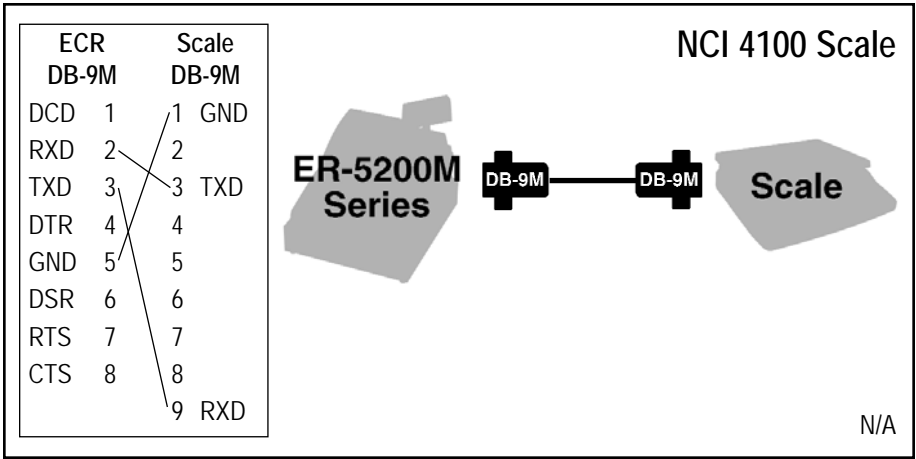 ECR Scale
DB-9M DB-9M
DCD 1 1 GND
RXD 2 2
TXD 3 3 TXD
DTR 4 4
GND 5 5
DSR 6 6
RTS 7 7
CTS 8 8
9 RXD
NCI 4100 Scale
ER-5200M
Series
DB-9M
DB-9M
Scale
N/A